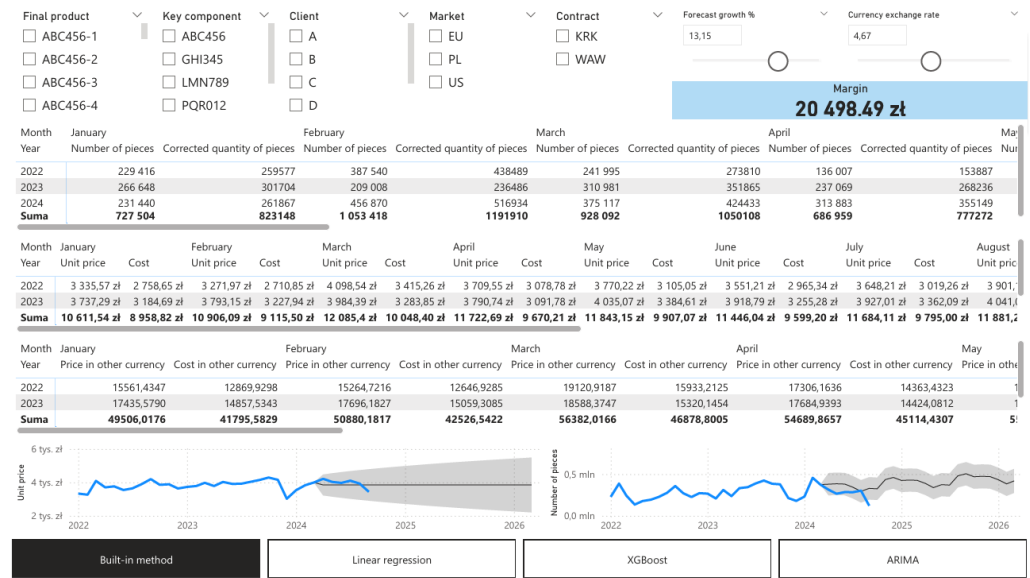 Final product Key component Client Market Contract Forecast growth % Currency exchange rate
ABC456-1 ABC456 A EU KRK 13,15 4,67
ABC456-2 GHI345 B PL WAW
ABC456-3 LMN789 C US
ABC456-4 PQR012 D
Margin
20 498.49 zł
Month January February March April May
Year Number of pieces Corrected quantity of pieces Number of pieces Corrected quantity of pieces Number of pieces Corrected quantity of pieces Number of pieces Corrected quantity of pieces
2022 229 416 259577 387 540 438489 241 995 273810 136 007 153887
2023 266 648 301704 209 008 236486 310 981 351865 237 069 268236
2024 231 440 261867 456 870 516934 375 117 424433 313 883 355149
Suma 727 504 823148 1 053 418 1191910 928 092 1050108 686 959 777272
Month January February March April May June July August
Year Unit price Cost Unit price Cost Unit price Cost Unit price Cost Unit price Cost Unit price Cost Unit price Cost Unit pric
2022 3 335,57 zł 2 758,65 zł 3 271,97 zł 2 710,85 zł 4 098,54 zł 3 415,26 zł 3 709,55 zł 3 078,78 zł 3 770,22 zł 3 105,05 zł 3 551,21 zł 2 965,34 zł 3 648,21 zł 3 019,26 zł 3 901,
2023 3 737,29 zł 3 184,69 zł 3 793,15 zł 3 227,94 zł 3 984,39 zł 3 283,85 zł 3 790,74 zł 3 091,78 zł 4 035,07 zł 3 384,61 zł 3 918,79 zł 3 255,28 zł 3 927,01 zł 3 362,09 zł 4 041,
Suma 10 611,54 zł 8 958,82 zł 10 906,09 zł 9 115,50 zł 12 085,4 zł 10 048,40 zł 11 722,69 zł 9 670,21 zł 11 843,15 zł 9 907,07 zł 11 446,04 zł 9 599,20 zł 11 684,11 zł 9 795,00 zł 11 881,2
Month January February March April May
Year Price in other currency Cost in other currency Price in other currency Cost in other currency Price in other currency Cost in other currency Price in other currency Cost in other currency Price in othe
2022 15561,4347 12869,9298 15264,7216 12646,9285 19120,9187 15933,2125 17306,1636 14363,4323
2023 17435,5790 14857,5343 17696,1827 15059,3085 18588,3747 15320,1454 17684,9393 14424,0812
Suma 49506,0176 41795,5829 50880,1817 42526,5422 56382,0166 46878,8005 54689,8657 45114,4307
Unit price
6 tys. zł
4 tys. zł
2 tys. zł
2022 2023 2024 2025 2026
Number of pieces
0,5 mln
0,0 mln
2022 2023 2024 2025 2026
Built-in method Linear regression XGBoost ARIMA